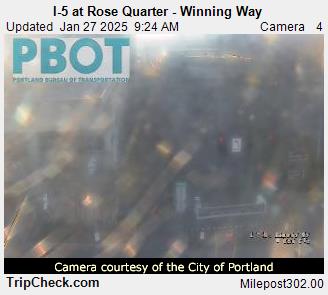 I-5 at Rose Quarter - Winning Way
Updated Jan 27 2025 9:24 AM Camera 4
PBOT
PORTLAND BUREAU OF TRANSPORTATION
Camera courtesy of the City of Portland
TripCheck.com Milepost302.00